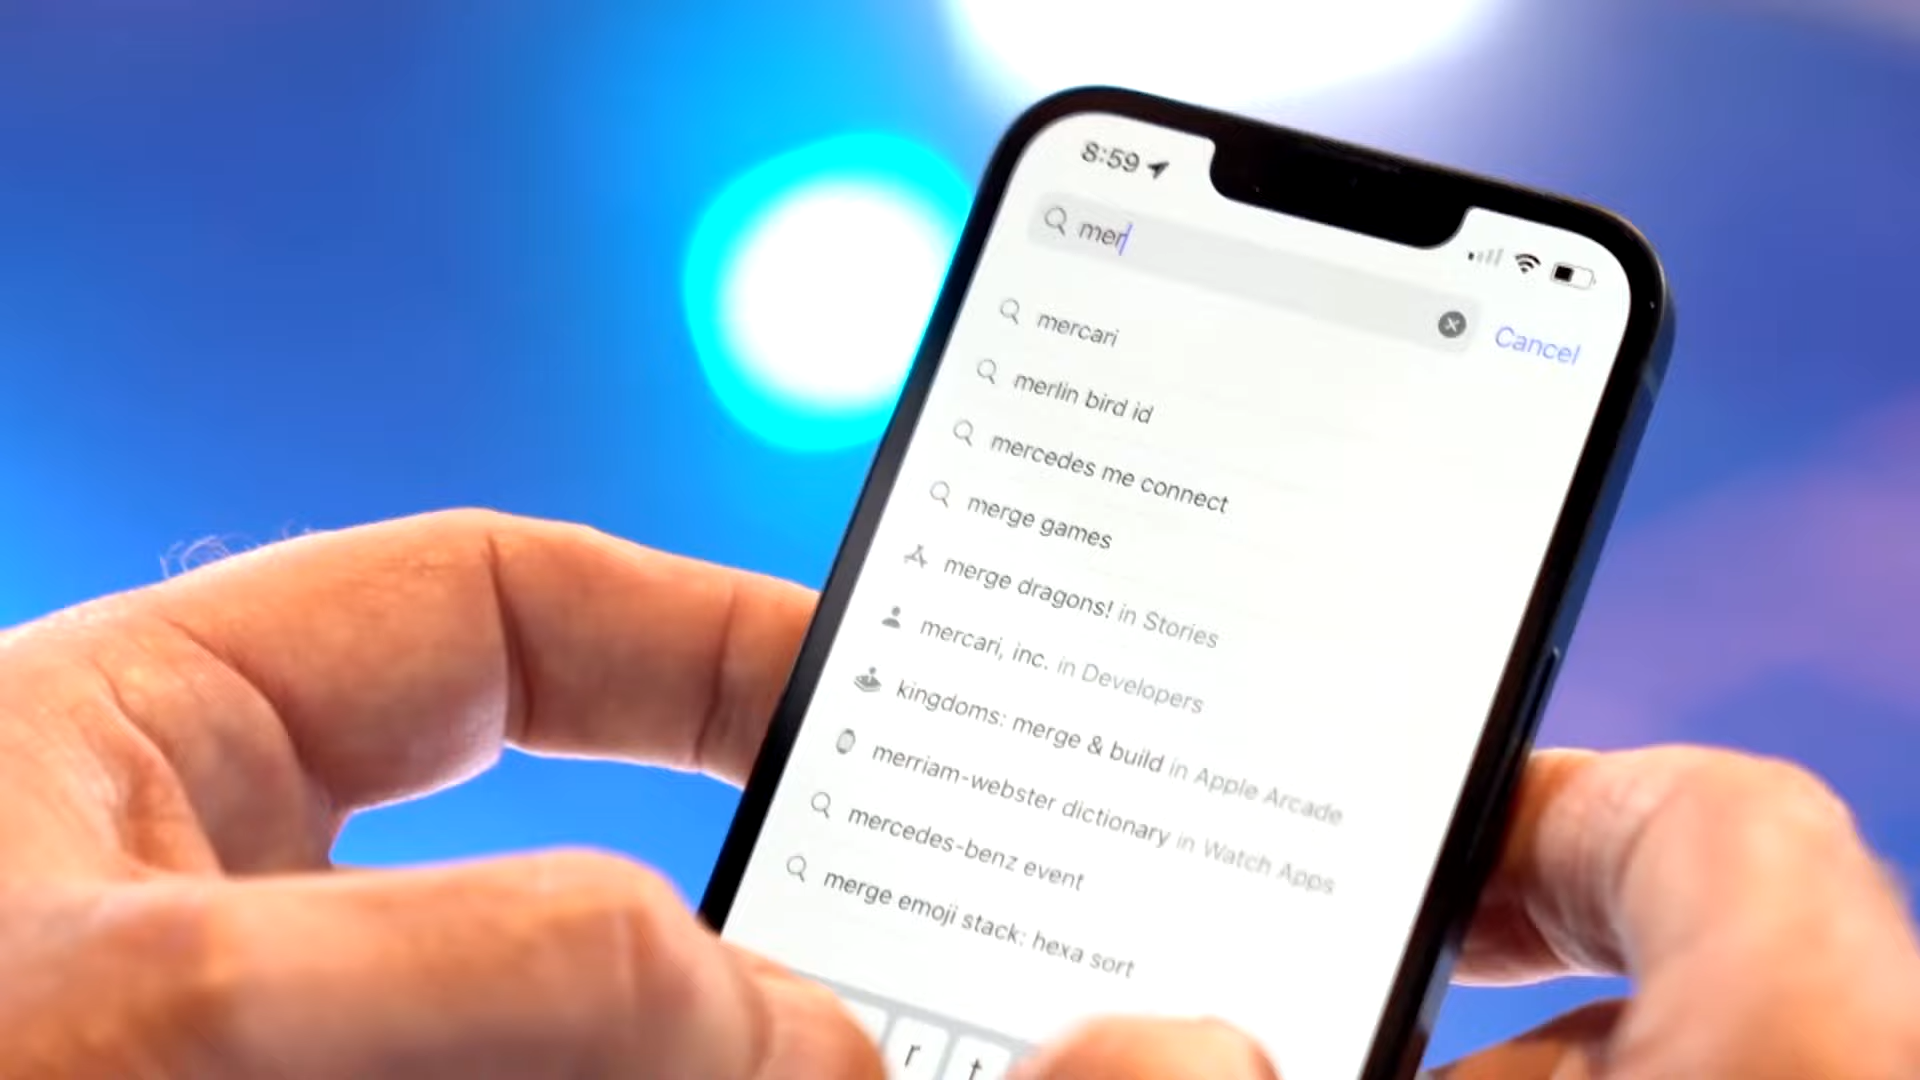 8:59
mer
Cancel
mercari
merlin bird id
mercedes me connect
merge games
merge dragons! in Stories
mercari, inc. in Developers
kingdoms: merge & build in Apple Arcade
merriam-webster dictionary in Watch Apps
mercedes-benz event
merge emoji stack: hexa sort
r t